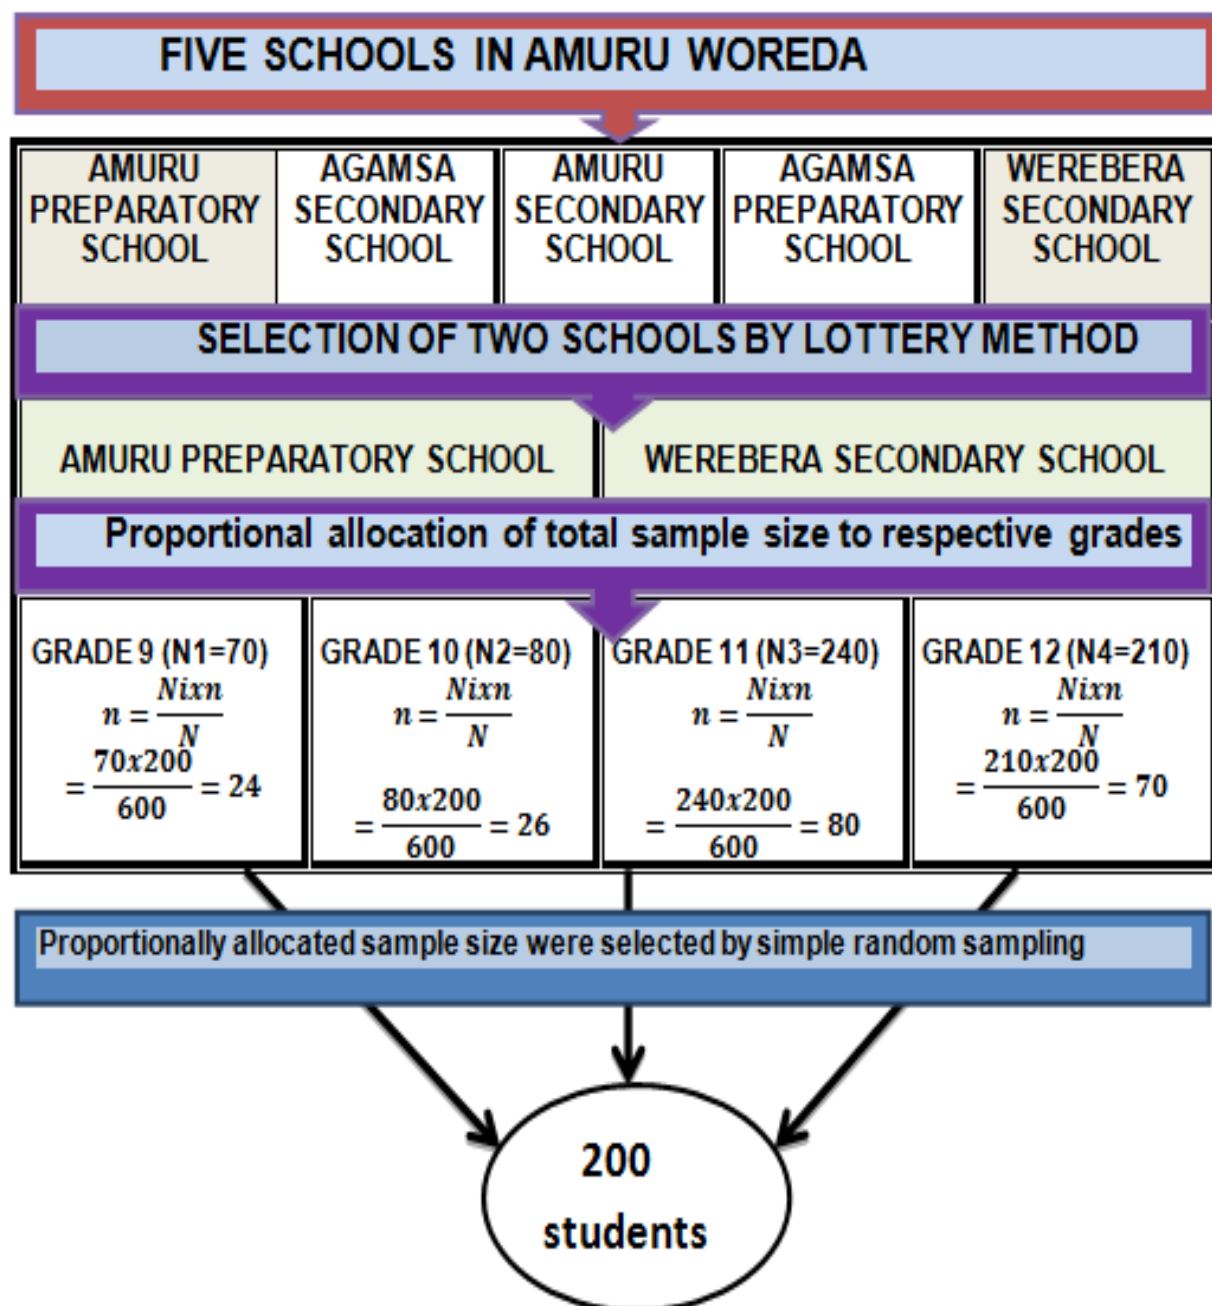 FIVE SCHOOLS IN AMURU WOREDA
AMURU
PREPARATORY
SCHOOL
AGAMSA
SECONDARY
SCHOOL
AMURU
SECONDARY
SCHOOL
AGAMSA
PREPARATORY
SCHOOL
WEREBERA
SECONDARY
SCHOOL
SELECTION OF TWO SCHOOLS BY LOTTERY METHOD
AMURU PREPARATORY SCHOOL
WEREBERA SECONDARY SCHOOL
Proportional allocation of total sample size to respective grades
GRADE 9 (N1=70)
n = Nixn/N
= 70x200/600 = 24
GRADE 10 (N2=80)
n = Nixn/N
= 80x200/600 = 26
GRADE 11 (N3=240)
n = Nixn/N
= 240x200/600 = 80
GRADE 12 (N4=210)
n = Nixn/N
= 210x200/600 = 70
Proportionally allocated sample size were selected by simple random sampling
200
students